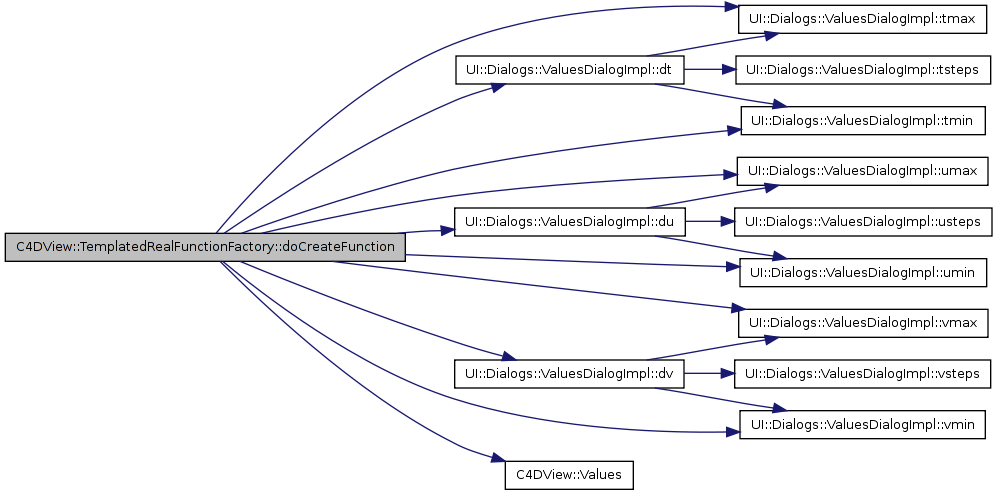 UI::Dialogs::ValuesDialogImpl::tmax
UI::Dialogs::ValuesDialogImpl::dt
UI::Dialogs::ValuesDialogImpl::tsteps
UI::Dialogs::ValuesDialogImpl::tmin
UI::Dialogs::ValuesDialogImpl::umax
UI::Dialogs::ValuesDialogImpl::du
UI::Dialogs::ValuesDialogImpl::usteps
C4DView::TemplatedRealFunctionFactory::doCreateFunction
UI::Dialogs::ValuesDialogImpl::umin
UI::Dialogs::ValuesDialogImpl::vmax
UI::Dialogs::ValuesDialogImpl::dv
UI::Dialogs::ValuesDialogImpl::vsteps
UI::Dialogs::ValuesDialogImpl::vmin
C4DView::Values